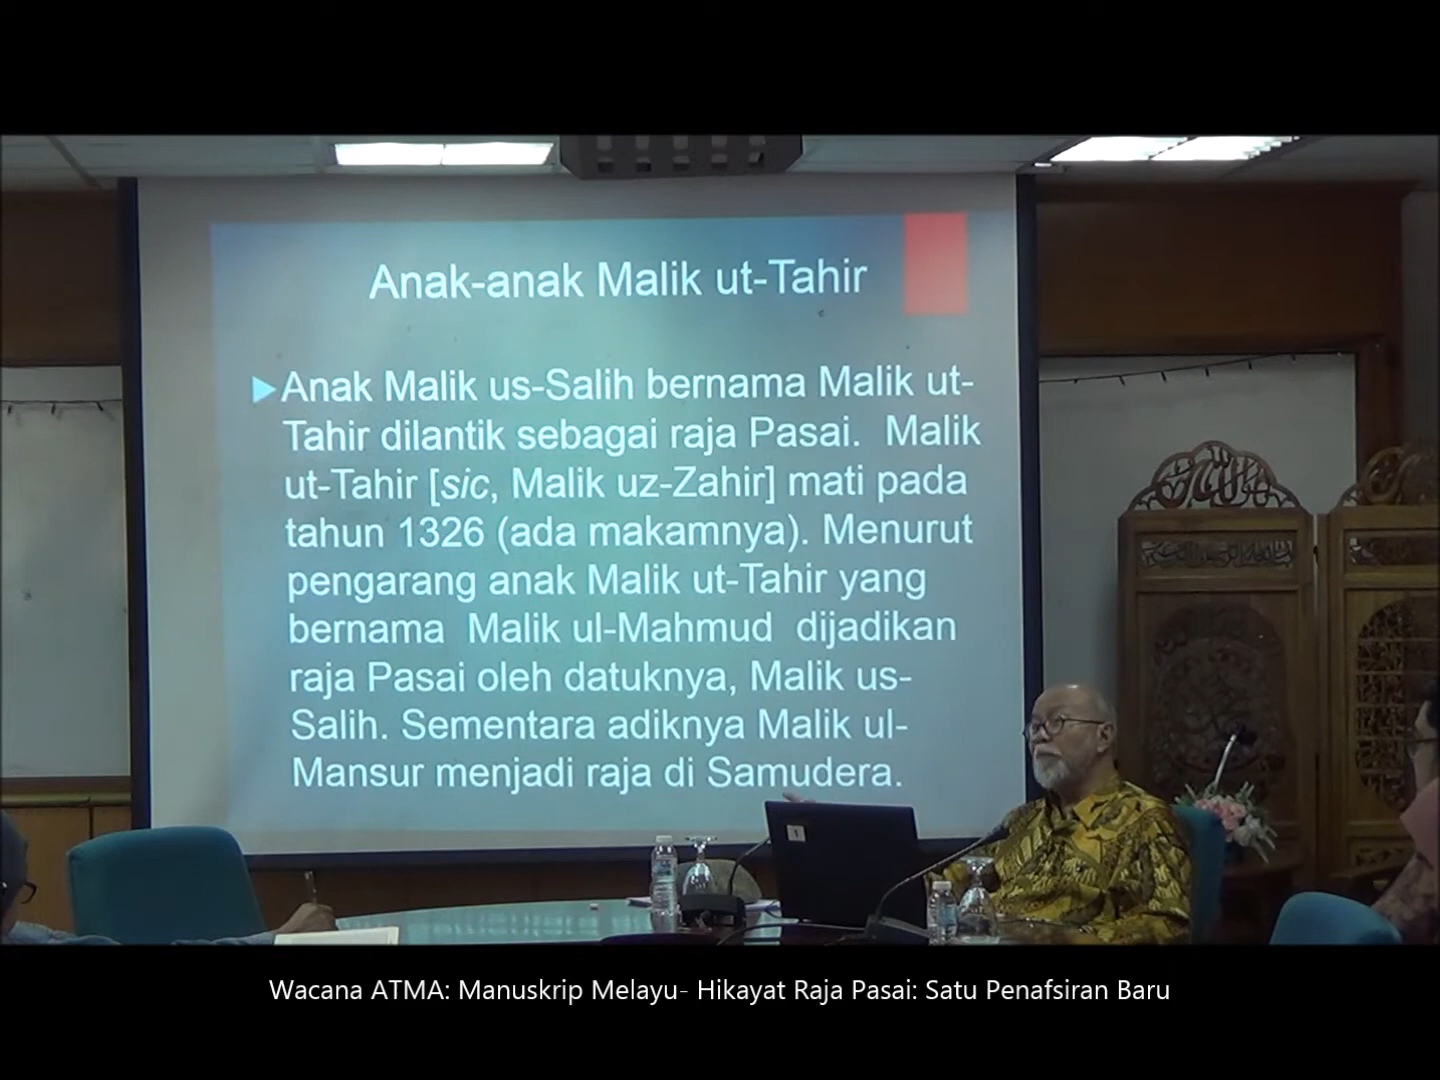 Anak-anak Malik ut-Tahir
Anak Malik us-Salih bernama Malik ut-
Tahir dilantik sebagai raja Pasai. Malik
ut-Tahir [sic, Malik uz-Zahir] mati pada
tahun 1326 (ada makamnya). Menurut
pengarang anak Malik ut-Tahir yang
bernama Malik ul-Mahmud dijadikan
raja Pasai oleh datuknya, Malik us-
Salih. Sementara adiknya Malik ul-
Mansur menjadi raja di Samudera.
1
Wacana ATMA: Manuskrip Melayu- Hikayat Raja Pasai: Satu Penafsiran Baru